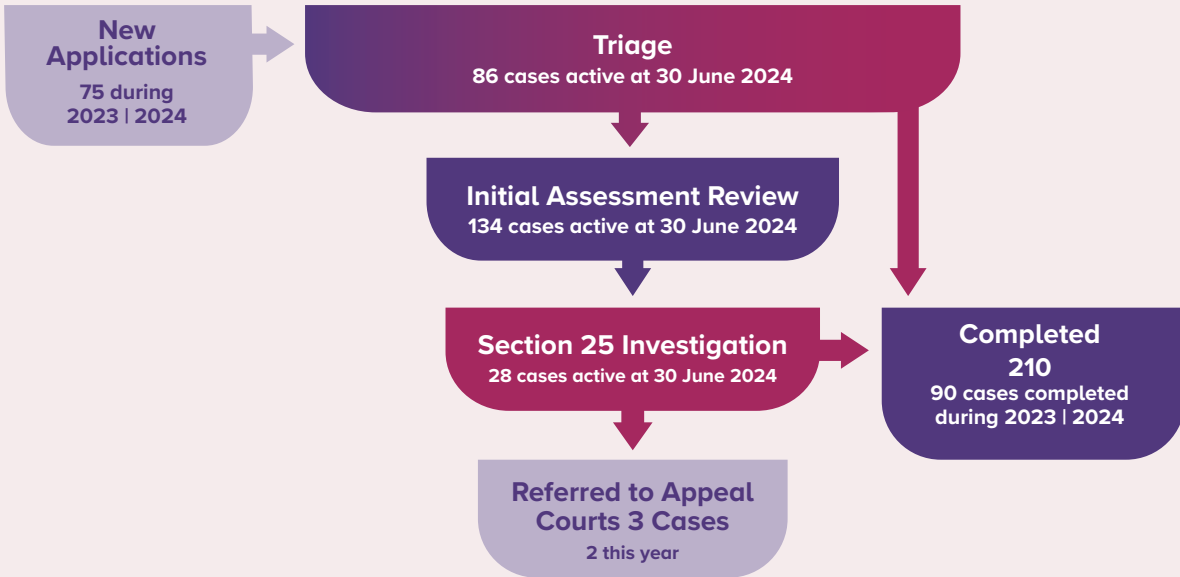 New
Applications
75 during
2023 | 2024
Triage
86 cases active at 30 June 2024
Initial Assessment Review
134 cases active at 30 June 2024
Section 25 Investigation
28 cases active at 30 June 2024
Completed
210
90 cases completed
during 2023 | 2024
Referred to Appeal
Courts 3 Cases
2 this year